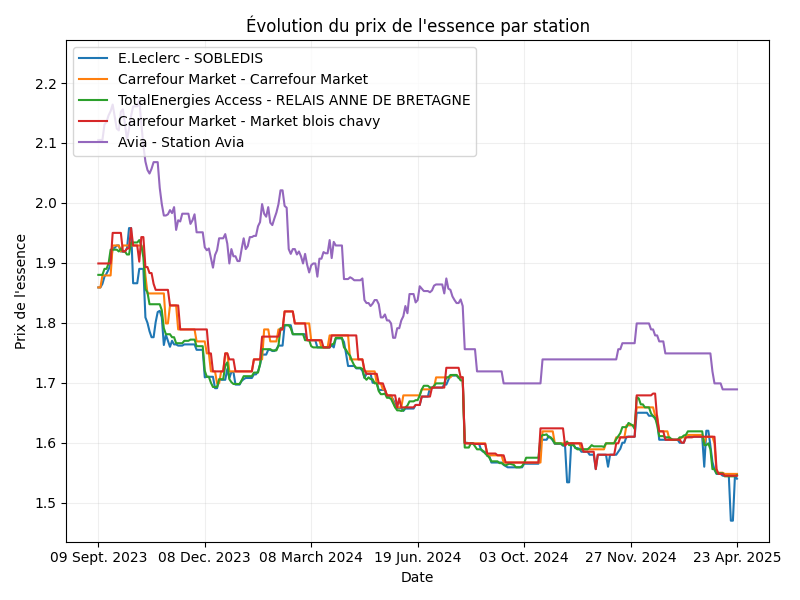 Évolution du prix de l'essence par station
E.Leclerc - SOBLEDIS
Carrefour Market - Carrefour Market
TotalEnergies Access - RELAIS ANNE DE BRETAGNE
Carrefour Market - Market blois chavy
Avia - Station Avia
Prix de l'essence
2.2
2.1
2.0
1.9
1.8
1.7
1.6
1.5
09 Sept. 2023
08 Dec. 2023
08 March 2024
19 Jun. 2024
03 Oct. 2024
27 Nov. 2024
23 Apr. 2025
Date